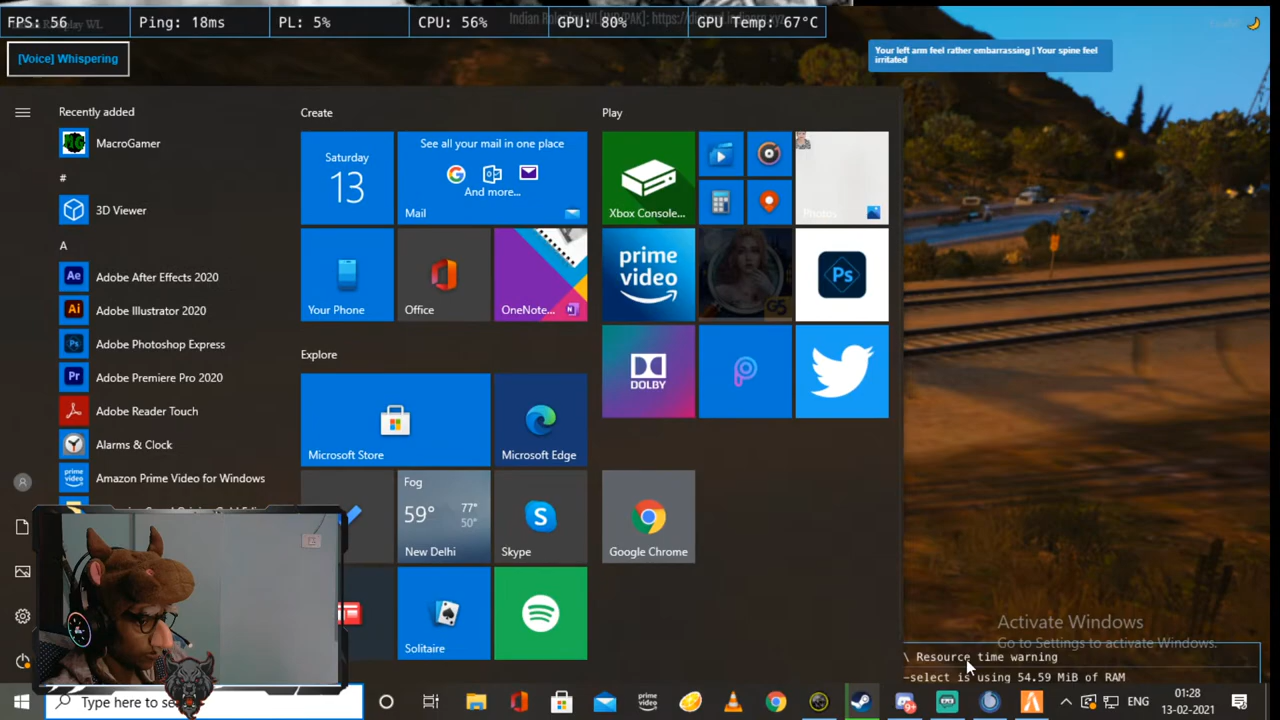 FPS: 56 Ping: 18ms PL: 5% CPU: 56% GPU: 80% GPU Temp: 67°C
[Voice] Whispering
Your left arm feel rather embarrassing | Your spine feel
irritated
Recently added
MacroGamer
#
3D Viewer
A
Adobe After Effects 2020
Adobe Illustrator 2020
Adobe Photoshop Express
Adobe Premiere Pro 2020
Adobe Reader Touch
Alarms & Clock
Amazon Prime Video for Windows
Create
Saturday
13
See all your mail in one place
And more...
Mail
Your Phone
Office
OneNote...
Explore
Microsoft Store
Microsoft Edge
Fog
59° 77°
50°
New Delhi
Skype
Solitaire
Play
Xbox Console...
Photos
prime
video
G5
Ps
DOLBY
Google Chrome
Activate Windows
Go to Settings to activate Windows.
\ Resource time warning
-select is using 54.59 MiB of RAM
Type here to se
ENG
01:28
13-02-2021